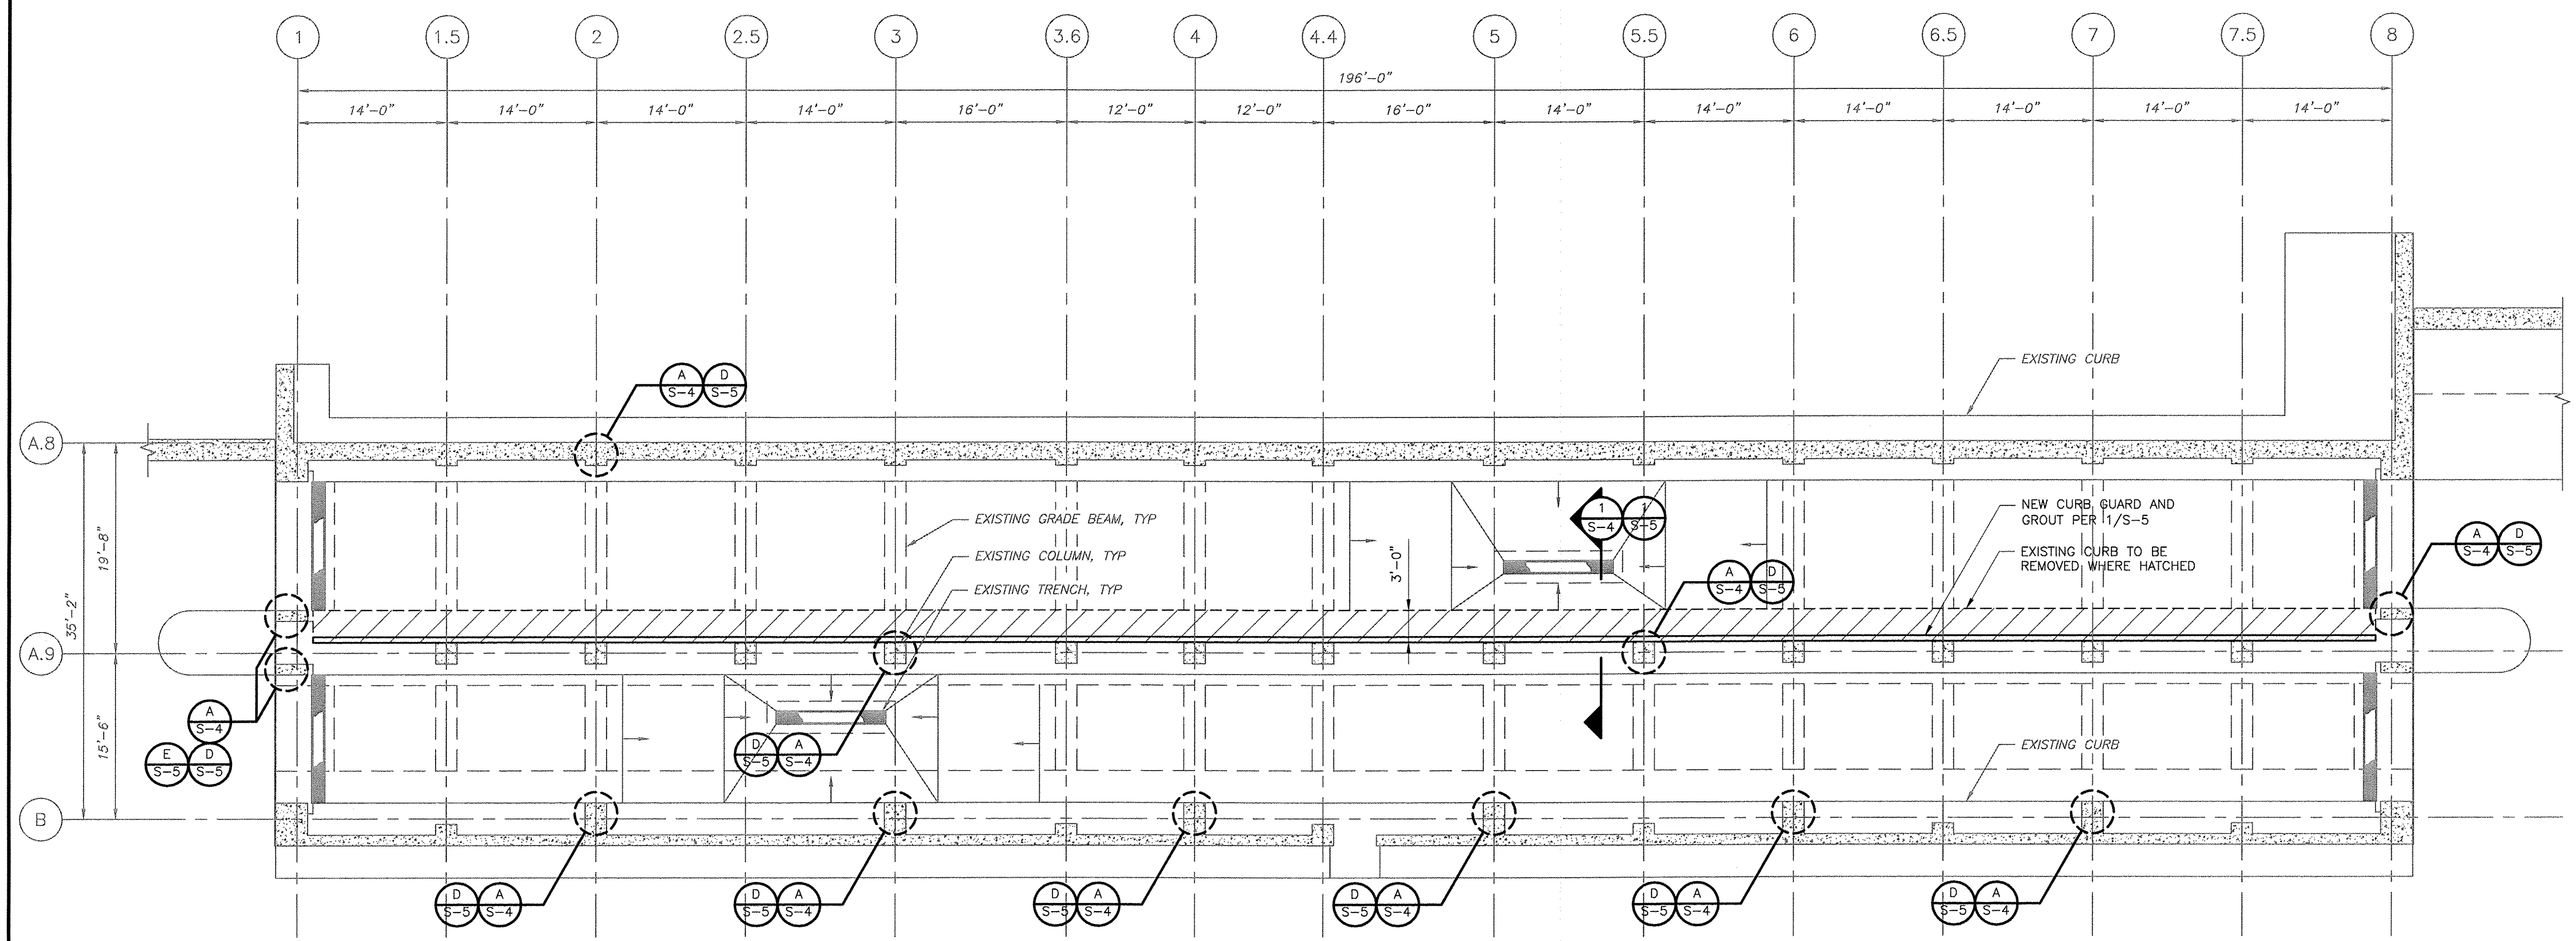 1 1.5 2 2.5 3 3.6 4 4.4 5 5.5 6 6.5 7 7.5 8
196'-0"
14'-0" 14'-0" 14'-0" 14'-0" 16'-0" 12'-0" 12'-0" 16'-0" 14'-0" 14'-0" 14'-0" 14'-0" 14'-0" 14'-0"
EXISTING CURB
A D
S-4 S-5
A.8
NEW CURB GUARD AND
GROUT PER 1/S-5
1 1
S-4 S-5
EXISTING GRADE BEAM, TYP
19'-8"
A D
S-4 S-5
EXISTING COLUMN, TYP
EXISTING CURB TO BE
REMOVED WHERE HATCHED
3'-0"
A D
S-4 S-5
EXISTING TRENCH, TYP
35'-2"
A.9
A
S-4
15'-6"
E D
S-5 S-5
D A
S-5 S-4
EXISTING CURB
B
D A
S-5 S-4
D A
S-5 S-4
D A
S-5 S-4
D A
S-5 S-4
D A
S-5 S-4
D A
S-5 S-4